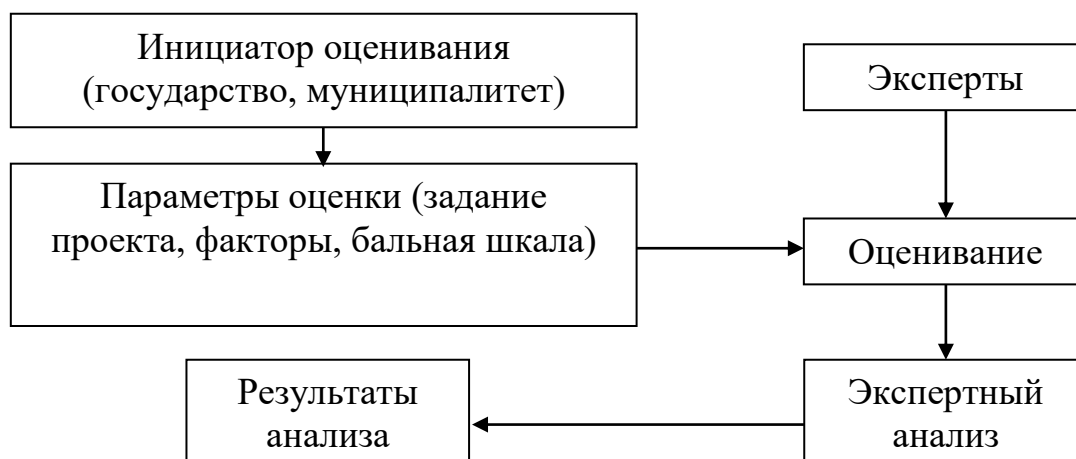 Инициатор оценивания
(государство, муниципалитет)
Эксперты
Параметры оценки (задание
проекта, факторы, бальная шкала)
Оценивание
Результаты
анализа
Экспертный
анализ